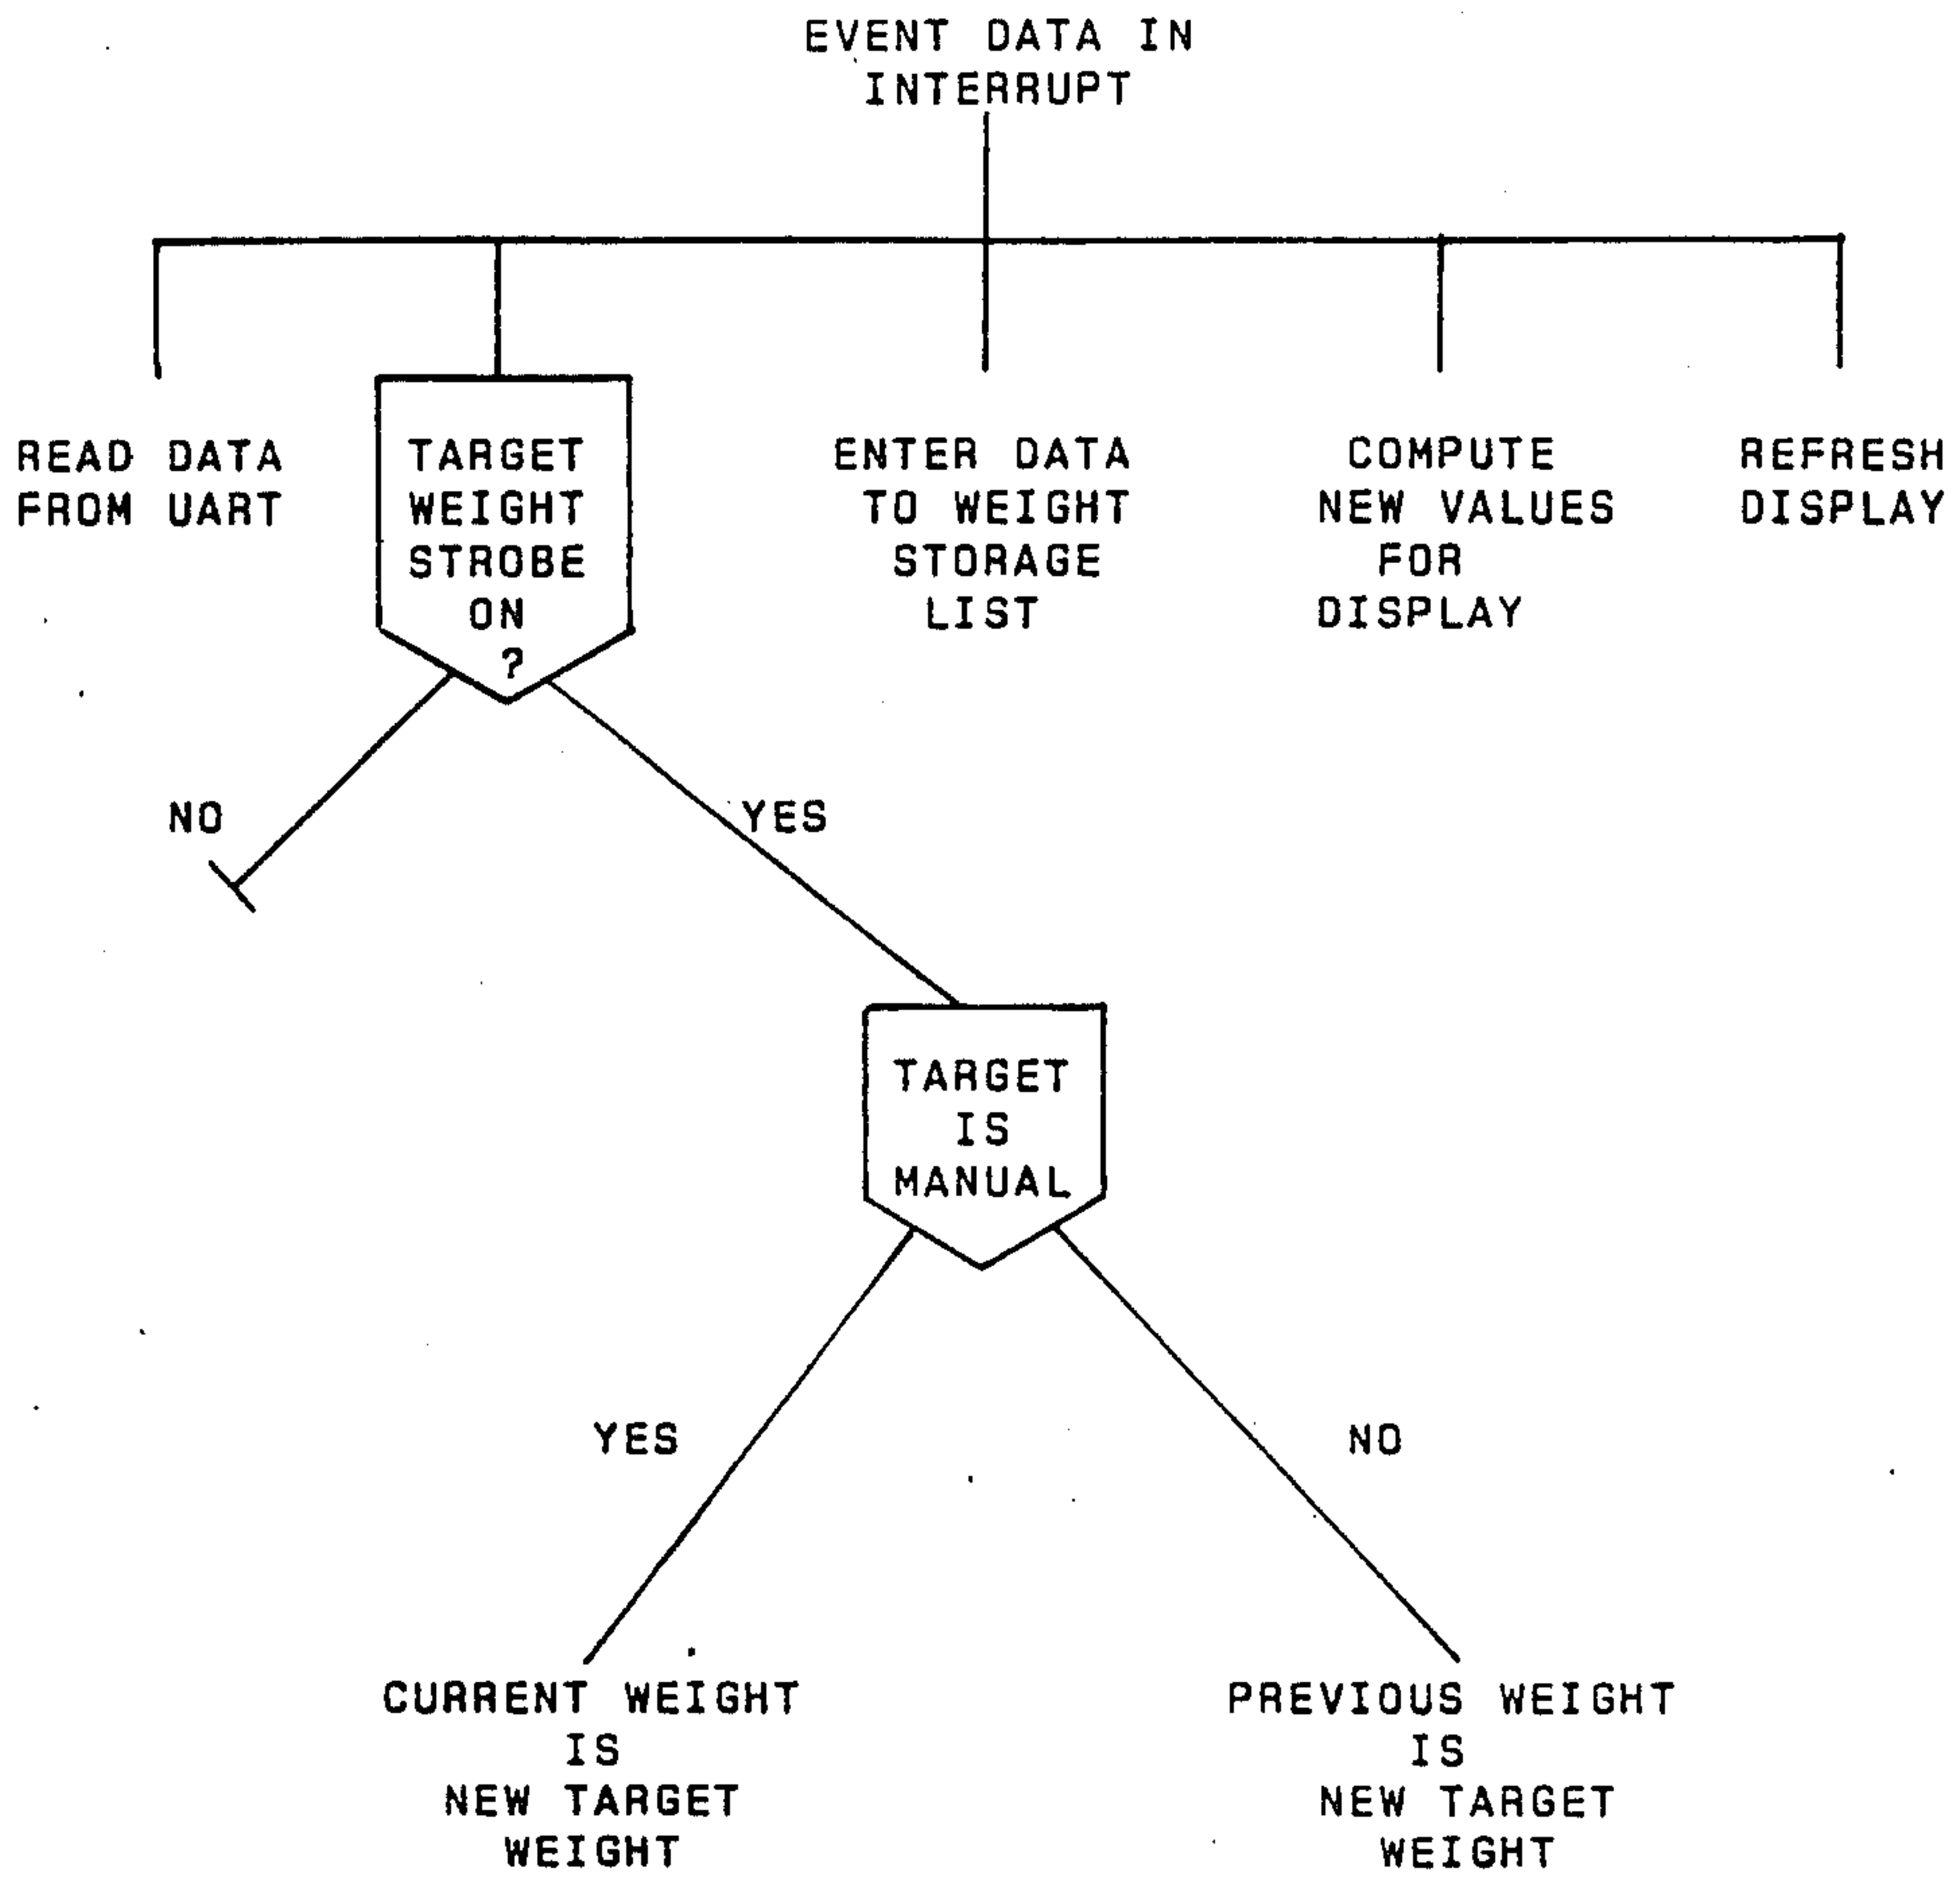 EVENT DATA IN
INTERRUPT
READ DATA
FROM UART
TARGET
WEIGHT
STROBE
ON
?
ENTER DATA
TO WEIGHT
STORAGE
LIST
COMPUTE
NEW VALUES
FOR
DISPLAY
REFRESH
DISPLAY
NO
YES
TARGET
IS
MANUAL
YES
NO
CURRENT WEIGHT
IS
NEW TARGET
WEIGHT
PREVIOUS WEIGHT
IS
NEW TARGET
WEIGHT